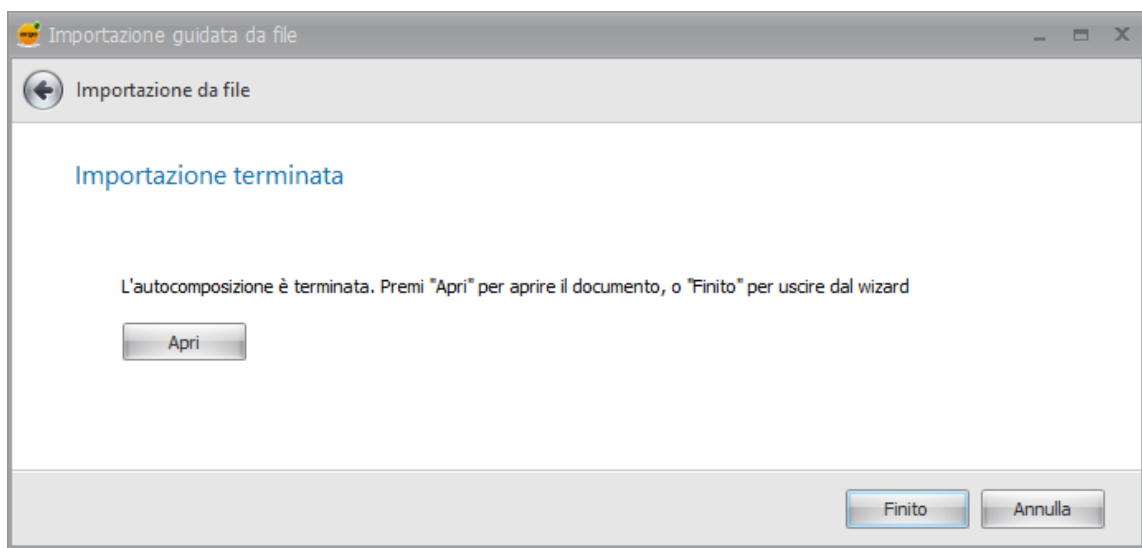 Importazione guidata da file
Importazione da file
Importazione terminata
L'autocomposizione è terminata. Premi "Apri" per aprire il documento, o "Finito" per uscire dal wizard
Apri
Finito
Annulla